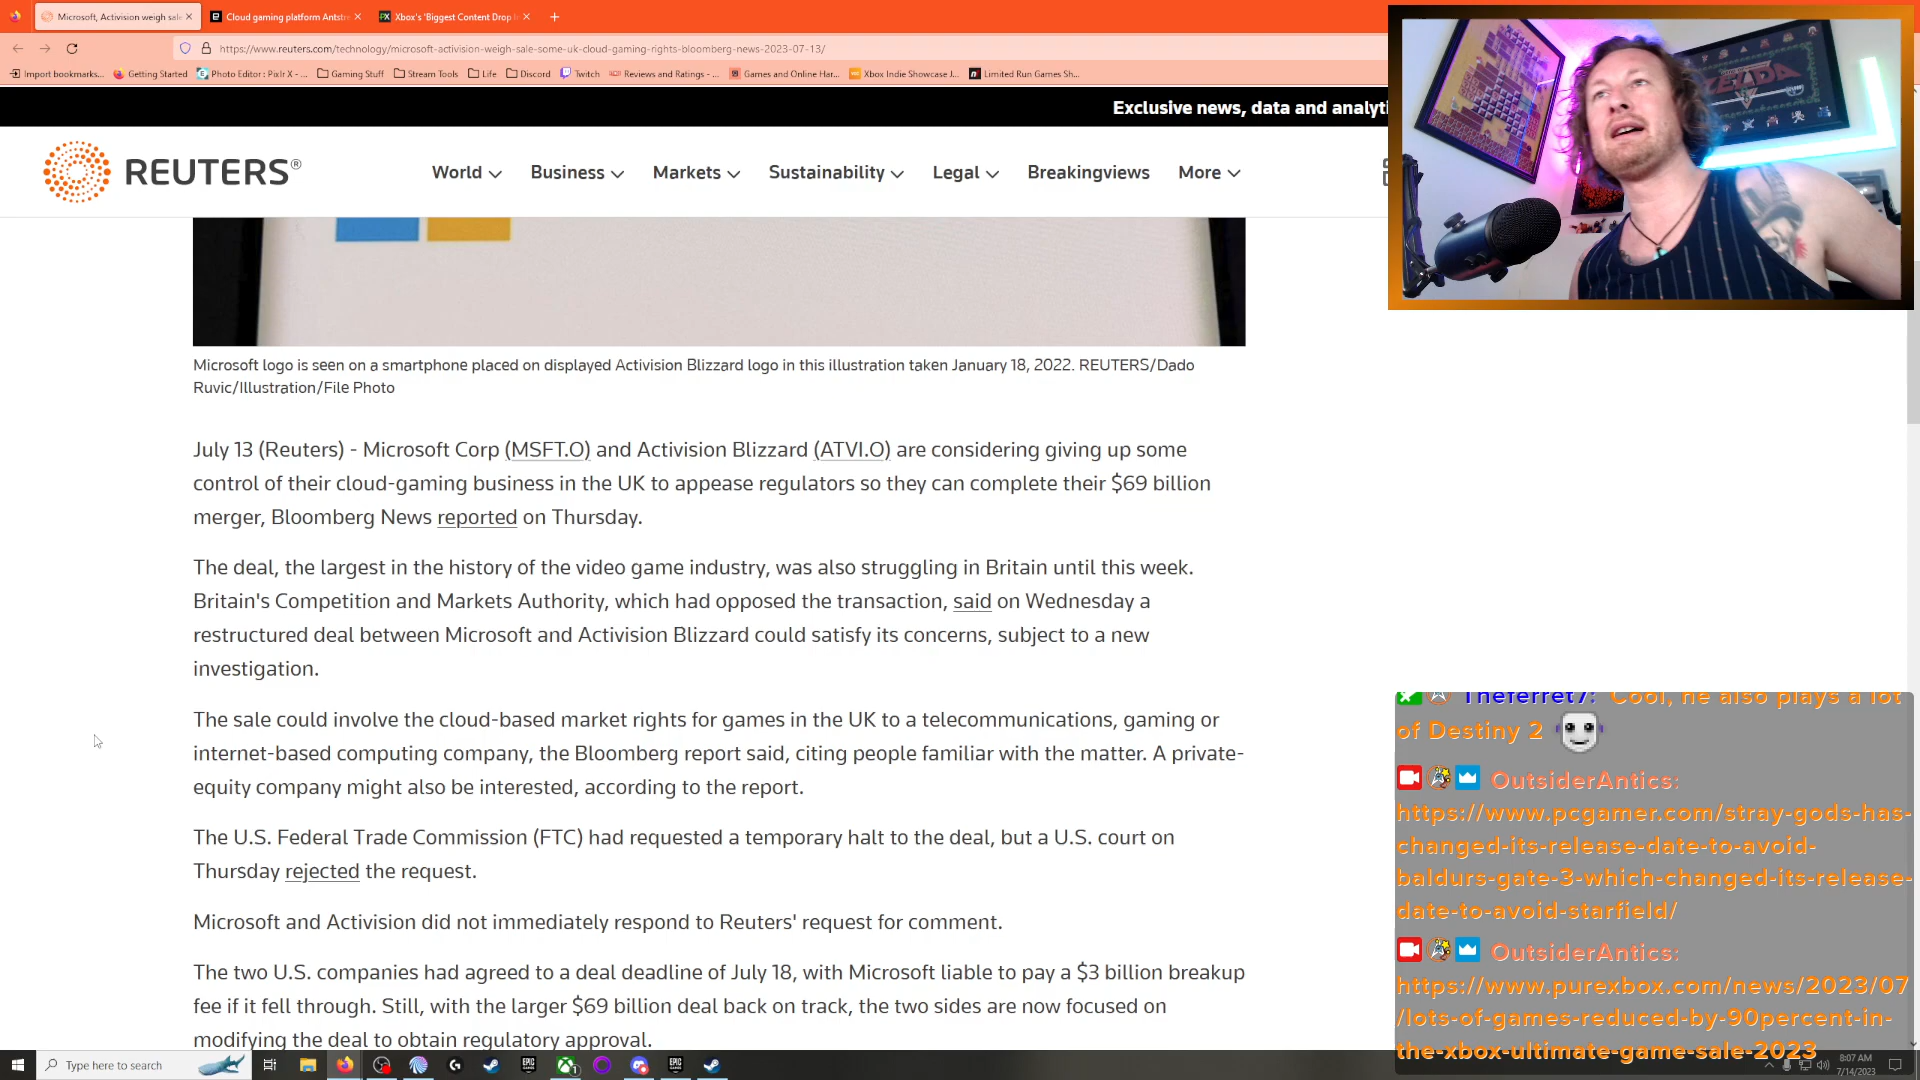 Microsoft, Activision weigh sale
Cloud gaming platform Antstr
Xbox's 'Biggest Content Drop
https://www.reuters.com/technology/microsoft-activision-weigh-sale-some-uk-cloud-gaming-rights-bloomberg-news-2023-07-13/
Import bookmarks... Getting Started Photo Editor : Pixlr X - ... Gaming Stuff Stream Tools Life Discord Twitch Reviews and Ratings - ... Games and Online Har... Xbox Indie Showcase J... Limited Run Games Sh...
Exclusive news, data and analyti
REUTERS®
World Business Markets Sustainability Legal Breakingviews More
ZELDA
Microsoft logo is seen on a smartphone placed on displayed Activision Blizzard logo in this illustration taken January 18, 2022. REUTERS/Dado
Ruvic/Illustration/File Photo
July 13 (Reuters) - Microsoft Corp (MSFT.O) and Activision Blizzard (ATVI.O) are considering giving up some
control of their cloud-gaming business in the UK to appease regulators so they can complete their $69 billion
merger, Bloomberg News reported on Thursday.
The deal, the largest in the history of the video game industry, was also struggling in Britain until this week.
Britain's Competition and Markets Authority, which had opposed the transaction, said on Wednesday a
restructured deal between Microsoft and Activision Blizzard could satisfy its concerns, subject to a new
investigation.
The sale could involve the cloud-based market rights for games in the UK to a telecommunications, gaming or
internet-based computing company, the Bloomberg report said, citing people familiar with the matter. A private-
equity company might also be interested, according to the report.
The U.S. Federal Trade Commission (FTC) had requested a temporary halt to the deal, but a U.S. court on
Thursday rejected the request.
Microsoft and Activision did not immediately respond to Reuters' request for comment.
The two U.S. companies had agreed to a deal deadline of July 18, with Microsoft liable to pay a $3 billion breakup
fee if it fell through. Still, with the larger $69 billion deal back on track, the two sides are now focused on
modifying the deal to obtain regulatory approval.
Theferret7: Cool, he also plays a lot
of Destiny 2
OutsiderAntics:
https://www.pcgamer.com/stray-gods-has-
changed-its-release-date-to-avoid-
baldurs-gate-3-which-changed-its-release-
date-to-avoid-starfield/
OutsiderAntics:
https://www.purexbox.com/news/2023/07
/lots-of-games-reduced-by-90percent-in-
the-xbox-ultimate-game-sale-2023
Type here to search
8:07 AM
7/14/2023